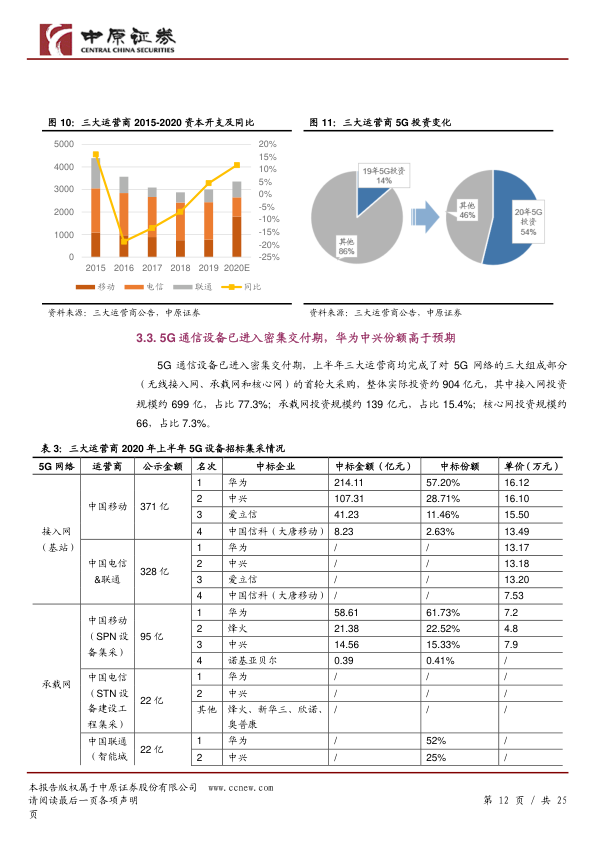 中原证券
CENTRAL CHINA SECURITIES
图 10：三大运营商 2015-2020 资本开支及同比
图 11：三大运营商 5G 投资变化
5000 20%
15%
4000 10%
5%
3000 0%
-5%
2000 -10%
1000 -15%
-20%
0 -25%
2015 2016 2017 2018 2019 2020E
移动 电信 联通 同比
19年5G投资
14%
其他
86%
其他
46%
20年5G
投资
54%
资料来源：三大运营商公告，中原证券
资料来源：三大运营商公告，中原证券
3.3. 5G 通信设备已进入密集交付期，华为中兴份额高于预期
5G 通信设备已进入密集交付期，上半年三大运营商均完成了对 5G 网络的三大组成部分
（无线接入网、承载网和核心网）的首轮大采购，整体实际投资约 904 亿元，其中接入网投资
规模约 699 亿，占比 77.3%；承载网投资规模约 139 亿元，占比 15.4%；核心网投资规模约
66，占比 7.3%。
表 3：三大运营商 2020 年上半年 5G 设备招标集采情况
5G 网络 运营商 公示金额 名次 中标企业 中标金额（亿元） 中标份额 单价(万元)
接入网
（基站）
中国移动 371 亿
1 华为 214.11 57.20% 16.12
2 中兴 107.31 28.71% 16.10
3 爱立信 41.23 11.46% 15.50
4 中国信科（大唐移动） 8.23 2.63% 13.49
中国电信
&联通
328 亿
1 华为 / / 13.17
2 中兴 / / 13.18
3 爱立信 / / 13.20
4 中国信科（大唐移动） / / 7.53
承载网
中国移动
（SPN 设
备集采）
95 亿
1 华为 58.61 61.73% 7.2
2 烽火 21.38 22.52% 4.8
3 中兴 14.56 15.33% 7.9
4 诺基亚贝尔 0.39 0.41% /
中国电信
（STN 设
备建设工
程集采）
22 亿
1 华为 / / /
2 中兴 / / /
其他 烽火、新华三、欣诺、
奥普康 / / /
中国联通
（智能城
22 亿
1 华为 / 52% /
2 中兴 / 25% /
本报告版权属于中原证券股份有限公司 www.ccnew.com
请阅读最后一页各项声明
页
第 12 页 / 共 25